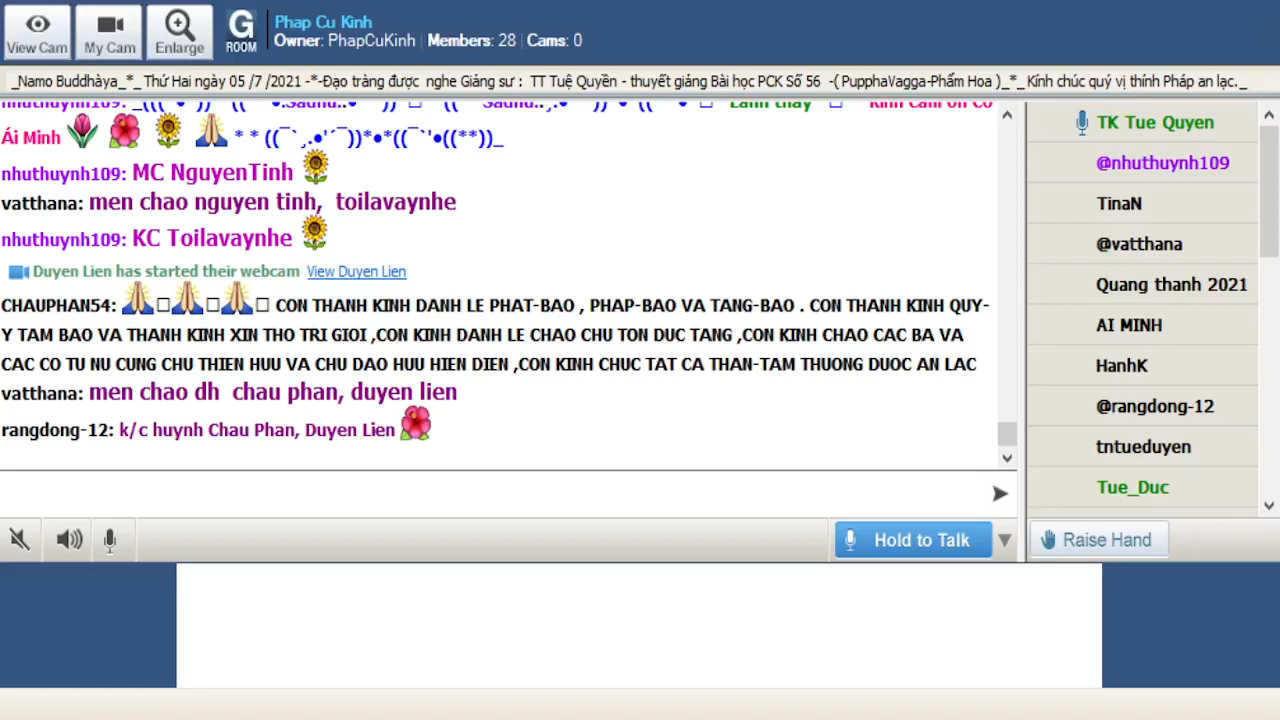 Phap Cu Kinh
Owner: PhapCuKinh | Members: 28 | Cams: 0
View Cam
My Cam
Enlarge
G
ROOM
_Namo Buddhàya_*_ Thứ Hai ngày 05 /7 /2021 -*-Đạo tràng được nghe Giảng sư : TT Tuệ Quyền - thuyết giảng Bài học PCK Số 56 -( PupphaVagga-Phẩm Hoa )_*_ Kính chúc quý vị thính Pháp an lạc._
nhuthuynh109:
Ái Minh * * ((¯`¸.●'´¯))*●*((¯`'●((**))_
nhuthuynh109: MC NguyenTinh
vatthana: men chao nguyen tinh, toilavaynhe
nhuthuynh109: KC Toilavaynhe
Duyen Lien has started their webcam View Duyen Lien
CHAUPHAN54: CON THANH KINH DANH LE PHAT-BAO , PHAP-BAO VA TANG-BAO . CON THANH KINH QUY-
Y TAM BAO VA THANH KINH XIN THO TRI GIOI ,CON KINH DANH LE CHAO CHU TON DUC TANG ,CON KINH CHAO CAC BA VA
CAC CO TU NU CUNG CHU THIEN HUU VA CHU DAO HUU HIEN DIEN ,CON KINH CHUC TAT CA THAN-TAM THUONG DUOC AN LAC
vatthana: men chao dh chau phan, duyen lien
rangdong-12: k/c huynh Chau Phan, Duyen Lien
Hold to Talk
TK Tue Quyen
@nhuthuynh109
TinaN
@vatthana
Quang thanh 2021
AI MINH
HanhK
@rangdong-12
tntueduyen
Tue_Duc
Raise Hand